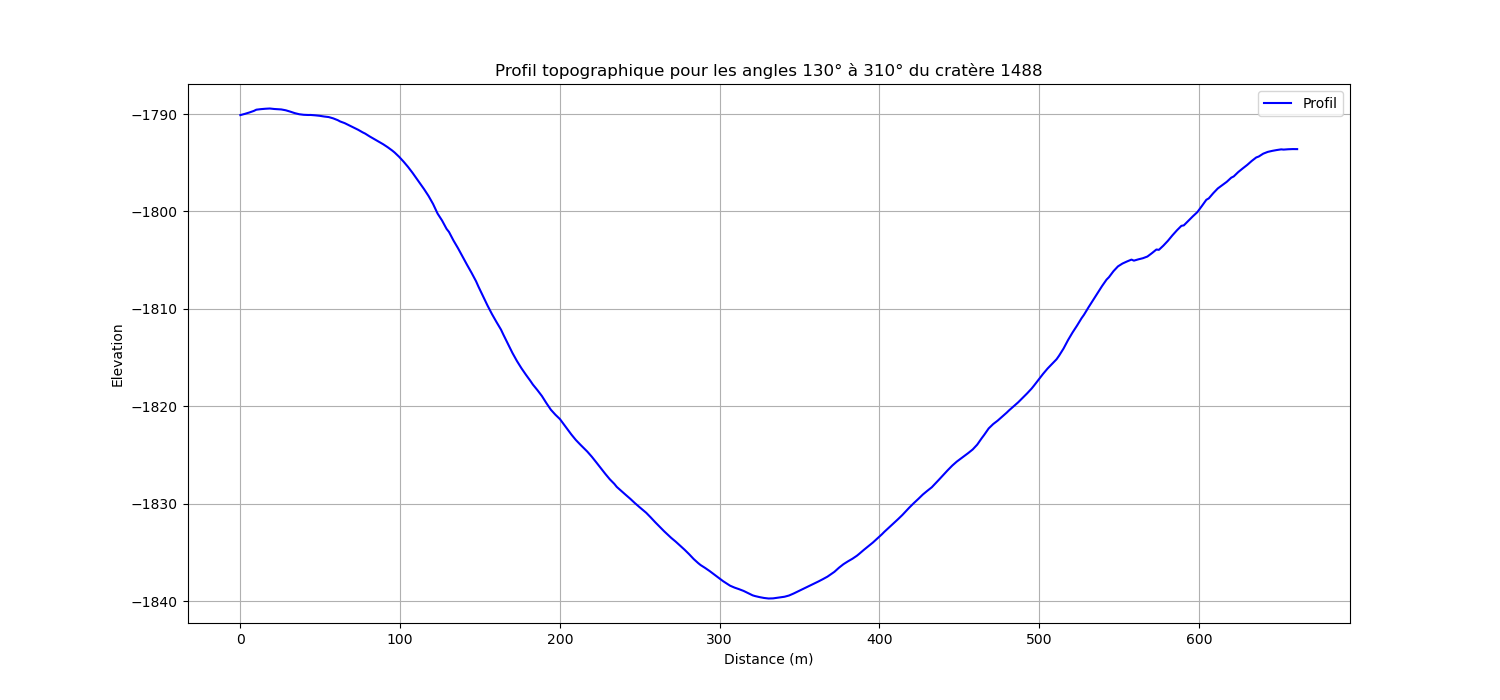 Profil topographique pour les angles 130° à 310° du cratère 1488
Profil
−1790
−1800
−1810
−1820
−1830
−1840
Elevation
0 100 200 300 400 500 600
Distance (m)